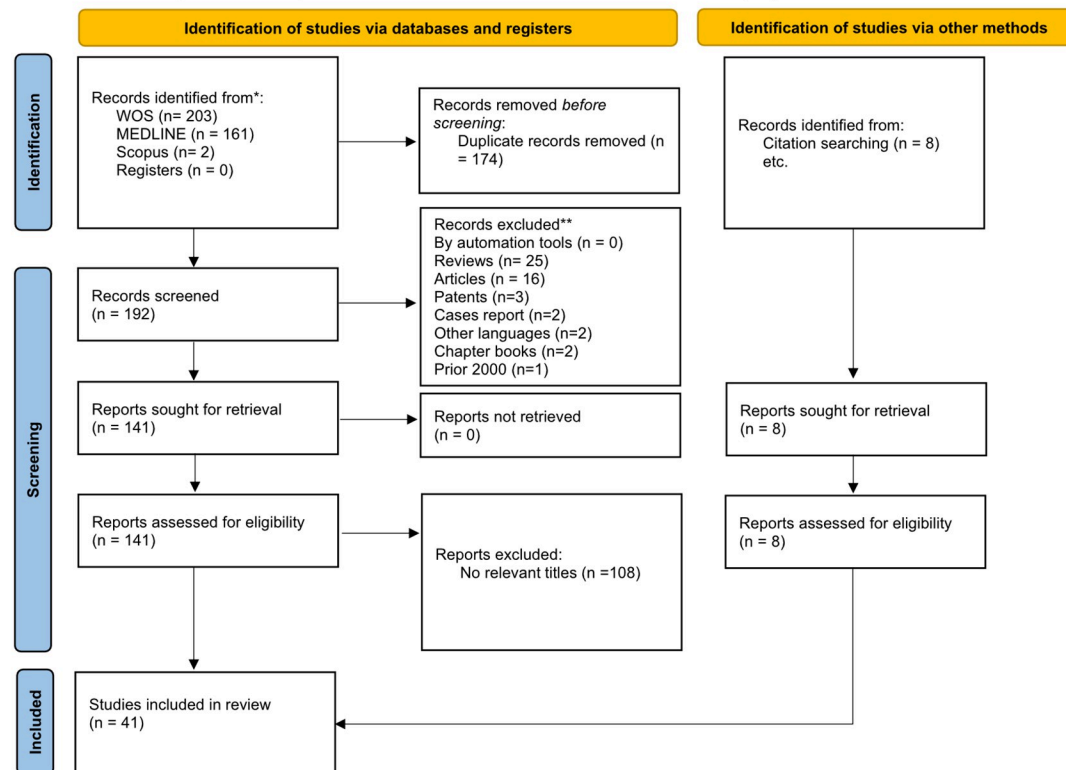 Identification of studies via databases and registers
Identification of studies via other methods
Identification
Records identified from*:
WOS (n= 203)
MEDLINE (n = 161)
Scopus (n= 2)
Registers (n = 0)
Records removed before
screening:
Duplicate records removed (n
= 174)
Records identified from:
Citation searching (n = 8)
etc.
Screening
Records screened
(n = 192)
Records excluded**
By automation tools (n = 0)
Reviews (n= 25)
Articles (n = 16)
Patents (n=3)
Cases report (n=2)
Other languages (n=2)
Chapter books (n=2)
Prior 2000 (n=1)
Reports sought for retrieval
(n = 141)
Reports not retrieved
(n = 0)
Reports sought for retrieval
(n = 8)
Reports assessed for eligibility
(n = 141)
Reports excluded:
No relevant titles (n =108)
Reports assessed for eligibility
(n = 8)
Included
Studies included in review
(n = 41)